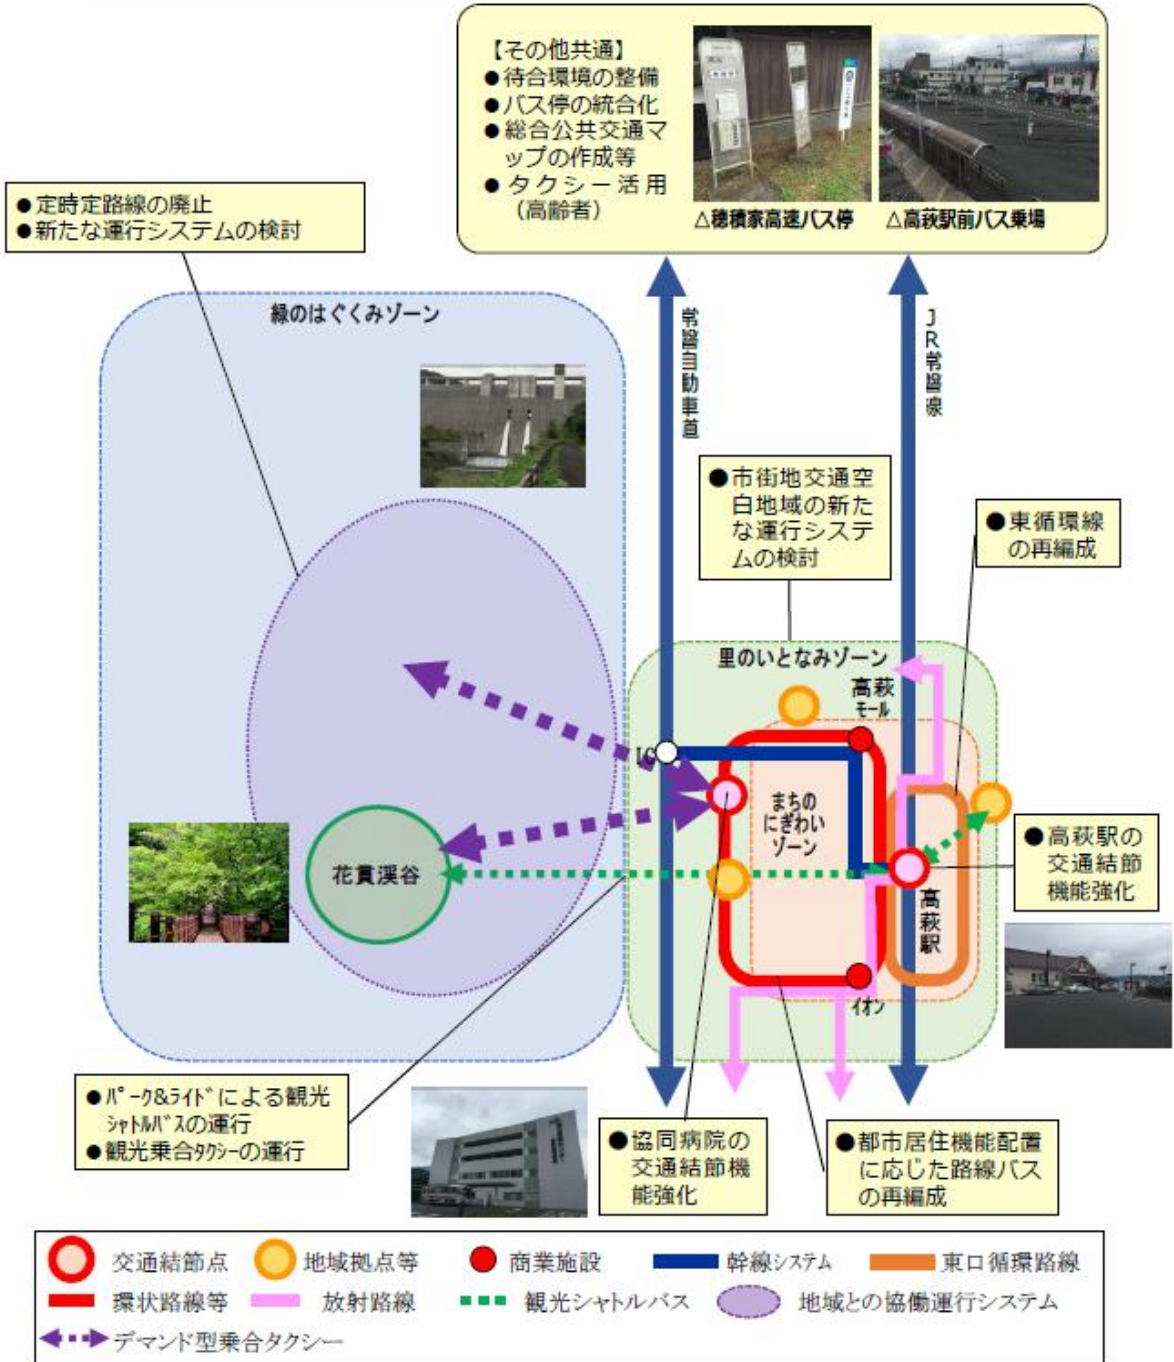 【その他共通】
●待合環境の整備
●バス停の統合化
●総合公共交通マ
ップの作成等
●タクシー活用
（高齢者）
△穂積家高速バス停
△高萩駅前バス乗場
●定時定路線の廃止
●新たな運行システムの検討
緑のはぐくみゾーン
常磐自動車道
JR常磐線
●市街地交通空
白地域の新た
な運行システ
ムの検討
●東循環線
の再編成
里のいとなみゾーン
高萩
モール
IC
まちの
にぎわい
ゾーン
●高萩駅の
交通結節
機能強化
花貫渓谷
高萩駅
イオン
●パーク&ライドによる観光
シャトルバスの運行
●観光乗合タクシーの運行
●協同病院の
交通結節機
能強化
●都市居住機能配置
に応じた路線バス
の再編成
交通結節点
地域拠点等
商業施設
幹線システム
東口循環路線
環状路線等
放射路線
観光シャトルバス
地域との協働運行システム
デマンド型乗合タクシー